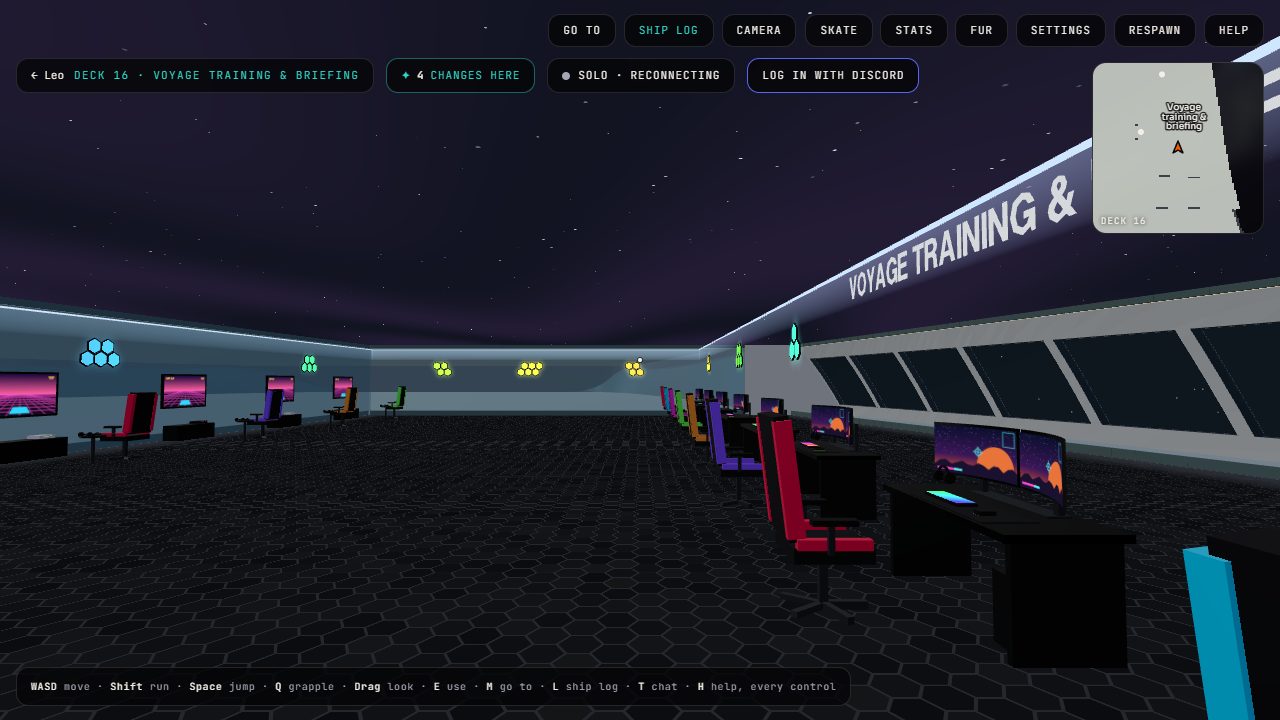 GO TO
SHIP LOG
CAMERA
SKATE
STATS
FUR
SETTINGS
RESPAWN
HELP
← Leo DECK 16 · VOYAGE TRAINING & BRIEFING
✦ 4 CHANGES HERE
SOLO · RECONNECTING
LOG IN WITH DISCORD
Voyage
training &
briefing
DECK 16
VOYAGE TRAINING &
WASD move · Shift run · Space jump · Q grapple · Drag look · E use · M go to · L ship log · T chat · H help, every control